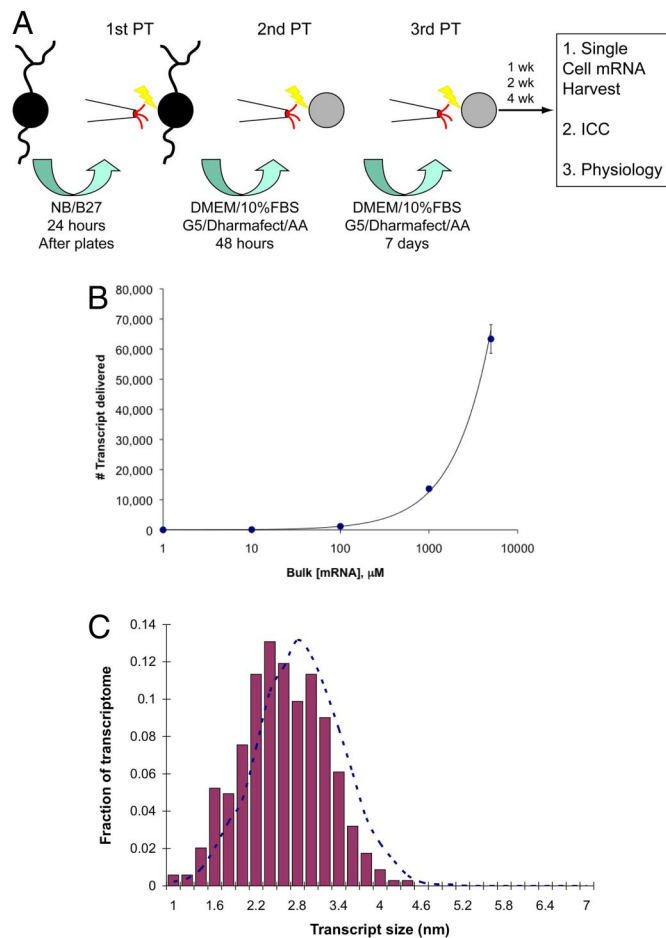 A
1st PT
2nd PT
3rd PT
1 wk
2 wk
4 wk
1. Single
Cell mRNA
Harvest
2. ICC
3. Physiology
NB/B27
24 hours
After plates
DMEM/10%FBS
G5/Dharmafect/AA
48 hours
DMEM/10%FBS
G5/Dharmafect/AA
7 days
B
# Transcript delivered
80,000
70,000
60,000
50,000
40,000
30,000
20,000
10,000
0
1
10
100
1000
10000
Bulk [mRNA], μM
C
Fraction of transcriptome
0.14
0.12
0.1
0.08
0.06
0.04
0.02
0
1
1.6
2.2
2.8
3.4
4
4.6
5.2
5.8
6.4
7
Transcript size (nm)